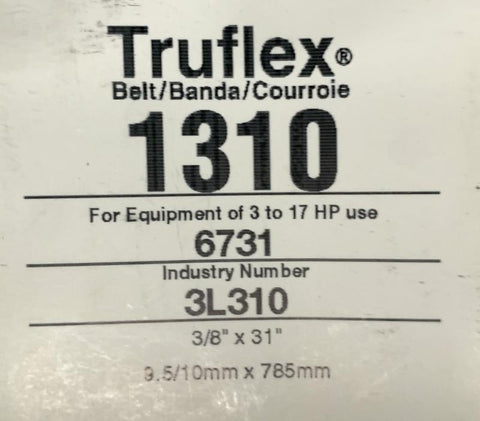 Truflex®
Belt/Banda/Courroie
1310
For Equipment of 3 to 17 HP use
6731
Industry Number
3L310
3/8" x 31"
9.5/10mm x 785mm